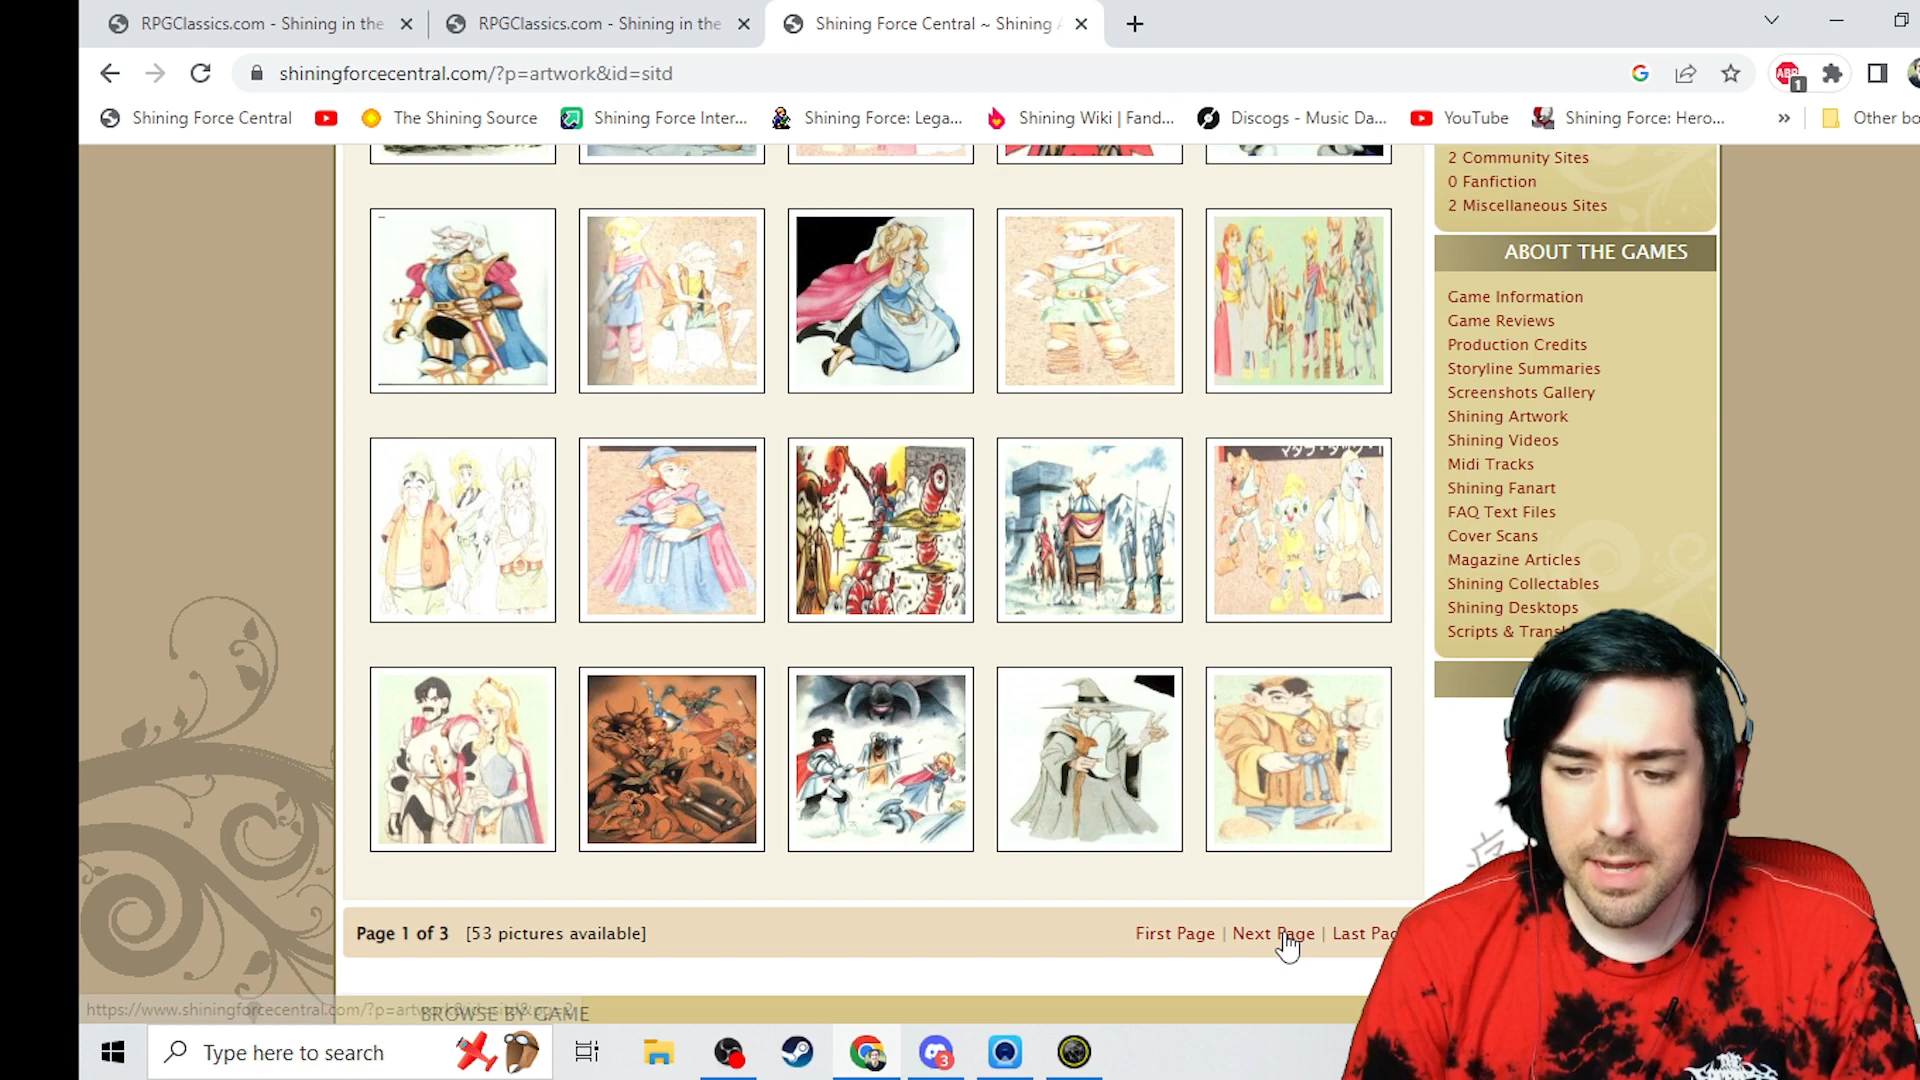 RPGClassics.com - Shining in the
RPGClassics.com - Shining in the
Shining Force Central ~ Shining
shiningforcecentral.com/?p=artwork&id=sitd
ABP
1
Shining Force Central
The Shining Source
Shining Force Inter...
Shining Force: Lega...
Shining Wiki | Fand...
Discogs - Music Da...
YouTube
Shining Force: Hero...
»
Other bo
2 Community Sites
0 Fanfiction
2 Miscellaneous Sites
ABOUT THE GAMES
Game Information
Game Reviews
Production Credits
Storyline Summaries
Screenshots Gallery
Shining Artwork
Shining Videos
Midi Tracks
Shining Fanart
FAQ Text Files
Cover Scans
Magazine Articles
Shining Collectables
Shining Desktops
Scripts & Trans
Page 1 of 3 [53 pictures available]
First Page | Next Page | Last Pag
BROWSE BY GAME
Type here to search
3